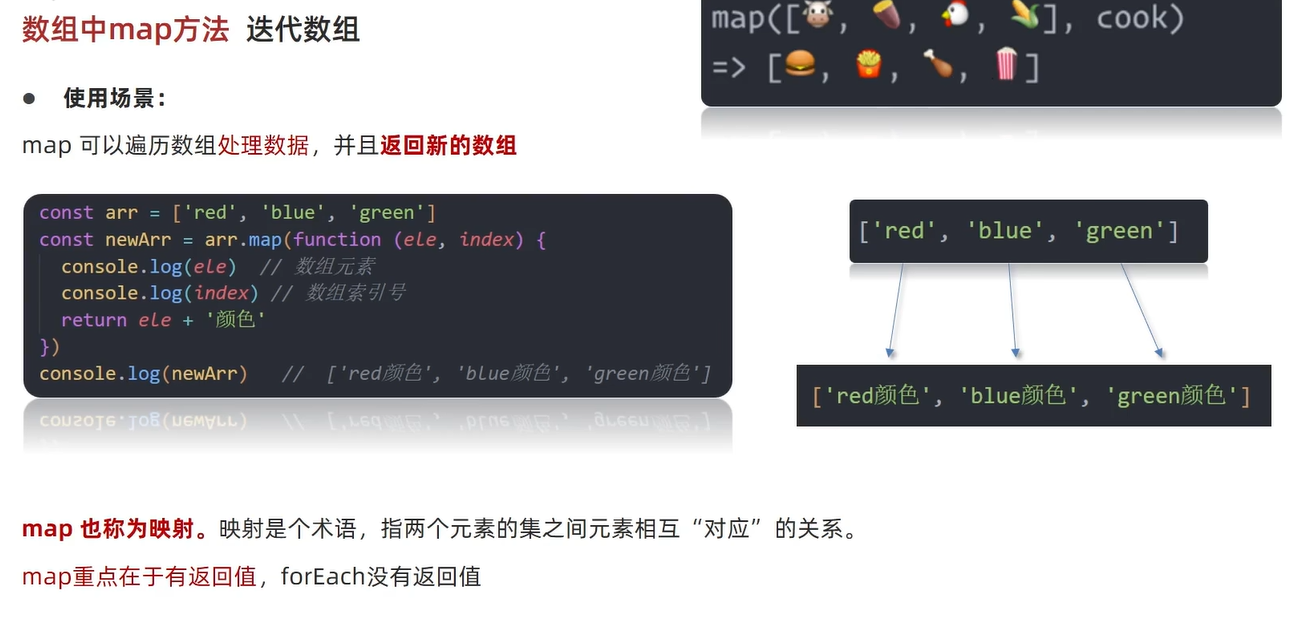 数组中map方法 迭代数组
map([🐮, 🍠, 🐔, 🌽], cook)
=> [🍔, 🍟, 🍗, 🍿]
● 使用场景：
map 可以遍历数组处理数据，并且返回新的数组
const arr = ['red', 'blue', 'green']
const newArr = arr.map(function (ele, index) {
console.log(ele) // 数组元素
console.log(index) // 数组索引号
return ele + '颜色'
})
console.log(newArr) // ['red颜色', 'blue颜色', 'green颜色']
['red', 'blue', 'green']
['red颜色', 'blue颜色', 'green颜色']
map 也称为映射。映射是个术语，指两个元素的集之间元素相互“对应”的关系。
map重点在于有返回值，forEach没有返回值